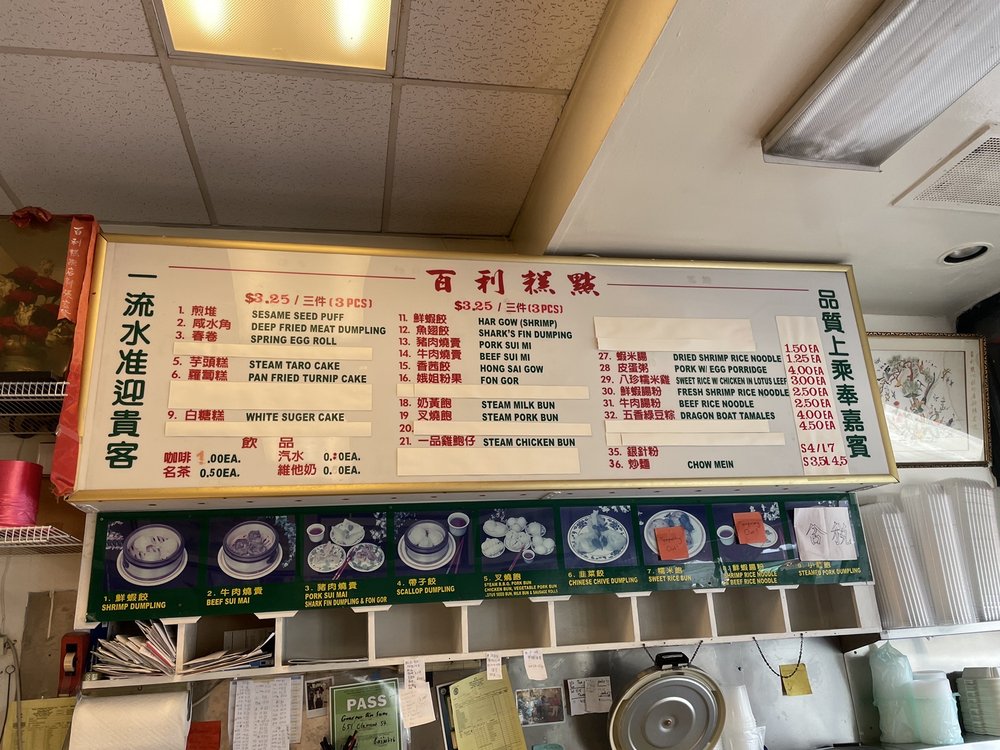 百利糕點
一流水准迎貴客
$3.25 / 三件 (3 PCS)
1. 煎堆 SESAME SEED PUFF
2. 咸水角 DEEP FRIED MEAT DUMPLING
3. 春卷 SPRING EGG ROLL
5. 芋頭糕 STEAM TARO CAKE
6. 蘿蔔糕 PAN FRIED TURNIP CAKE
9. 白糖糕 WHITE SUGER CAKE
飲品
咖啡 1.00EA. 汽水
名茶 0.50EA. 維他奶
$3.25 / 三件(3PCS)
11. 鮮蝦餃 HAR GOW (SHRIMP)
12. 魚翅餃 SHARK'S FIN DUMPING
13. 豬肉燒賣 PORK SUI MI
14. 牛肉燒賣 BEEF SUI MI
15. 香茜餃 HONG SAI GOW
16. 娥姐粉果 FON GOR
18. 奶黃飽 STEAM MILK BUN
19. 叉燒飽 STEAM PORK BUN
20.
21. 一品雞飽仔 STEAM CHICKEN BUN
27. 蝦米腸 DRIED SHRIMP RICE NOODLE
28 皮蛋粥 PORK W/ EGG PORRIDGE
29. 八珍糯米雞 SWEET RICE W/ CHICKEN IN LOTUS LEEF
30. 鮮蝦腸粉 FRESH SHRIMP RICE NOODLE
31. 牛肉腸粉 BEEF RICE NOODLE
32. 五香綠豆粽 DRAGON BOAT TAMALES
35. 銀針粉
36. 炒麵 CHOW MEIN
1.50 EA
1.25 EA
4.00 EA
3.00 EA
2.50 EA
2.50 EA
4.00 EA
4.50 EA
S4/L7
品質上乘奉嘉賓
1. 鮮蝦餃
SHRIMP DUMPLING
2. 牛肉燒賣
BEEF SUI MAI
3. 豬肉燒賣
PORK SUI MAI
SHARK FIN DUMPLING & FON GOR
4. 帶子餃
SCALLOP DUMPLING
5. 叉燒飽
STEAM B.B.Q. PORK BUN
CHICKEN BUN, VEGETABLE PORK BUN
6. 韭菜餃
CHINESE CHIVE DUMPLING
7. 糯米飽
SWEET RICE BUN
鮮蝦腸粉
SHRIMP RICE NOODLE
BEEF RICE NOODLE
STEAMED PORK DUMPLING
PASS